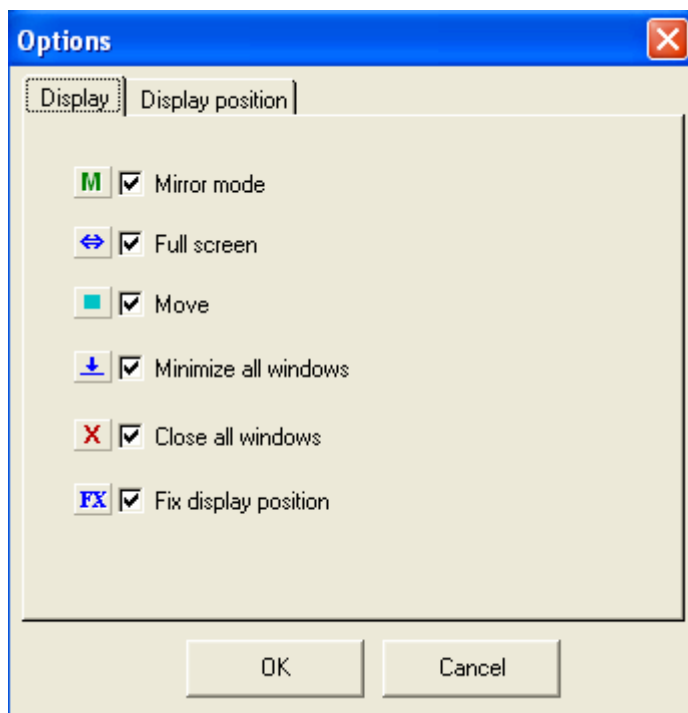 Options
Display Display position
M Mirror mode
Full screen
Move
Minimize all windows
X Close all windows
FX Fix display position
OK Cancel